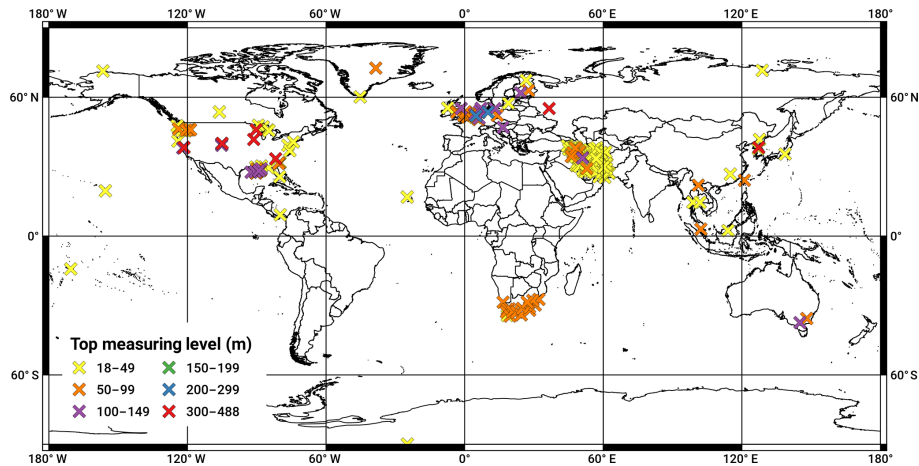 180° W 120° W 60° W 0° 60° E 120° E 180°
60° N 60° N
0° 0°
Top measuring level (m)
18–49 150–199
50–99 200–299
100–149 300–488
60° S 60° S
180° W 120° W 60° W 0° 60° E 120° E 180°